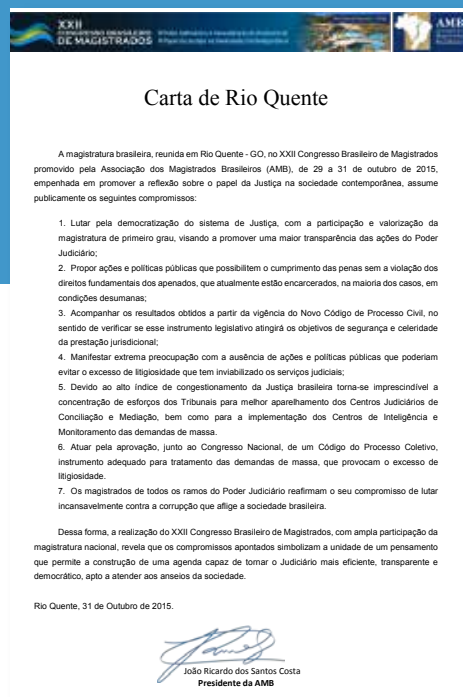 XXII
CONGRESSO BRASILEIRO
DE MAGISTRADOS
AMB
Carta de Rio Quente
A magistratura brasileira, reunida em Rio Quente - GO, no XXII Congresso Brasileiro de Magistrados
promovido pela Associação dos Magistrados Brasileiros (AMB), de 29 a 31 de outubro de 2015,
empenhada em promover a reflexão sobre o papel da Justiça na sociedade contemporânea, assume
publicamente os seguintes compromissos:
1. Lutar pela democratização do sistema de Justiça, com a participação e valorização da
magistratura de primeiro grau, visando a promover uma maior transparência das ações do Poder
Judiciário;
2. Propor ações e políticas públicas que possibilitem o cumprimento das penas sem a violação dos
direitos fundamentais dos apenados, que atualmente estão encarcerados, na maioria dos casos, em
condições desumanas;
3. Acompanhar os resultados obtidos a partir da vigência do Novo Código de Processo Civil, no
sentido de verificar se esse instrumento legislativo atingirá os objetivos de segurança e celeridade
da prestação jurisdicional;
4. Manifestar extrema preocupação com a ausência de ações e políticas públicas que poderiam
evitar o excesso de litigiosidade que tem inviabilizado os serviços judiciais;
5. Devido ao alto índice de congestionamento da Justiça brasileira torna-se imprescindível a
concentração de esforços dos Tribunais para melhor aparelhamento dos Centros Judiciários de
Conciliação e Mediação, bem como para a implementação dos Centros de Inteligência e
Monitoramento das demandas de massa.
6. Atuar pela aprovação, junto ao Congresso Nacional, de um Código do Processo Coletivo,
instrumento adequado para tratamento das demandas de massa, que provocam o excesso de
litigiosidade.
7. Os magistrados de todos os ramos do Poder Judiciário reafirmam o seu compromisso de lutar
incansavelmente contra a corrupção que aflige a sociedade brasileira.
Dessa forma, a realização do XXII Congresso Brasileiro de Magistrados, com ampla participação da
magistratura nacional, revela que os compromissos apontados simbolizam a unidade de um pensamento
que permite a construção de uma agenda capaz de tornar o Judiciário mais eficiente, transparente e
democrático, apto a atender aos anseios da sociedade.
Rio Quente, 31 de Outubro de 2015.
João Ricardo dos Santos Costa
Presidente da AMB